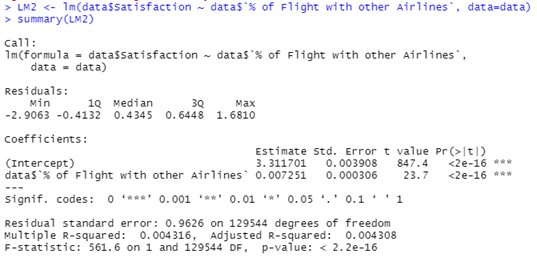 > LM2 <- lm(data$Satisfaction ~ data$`% of Flight with other Airlines`, data=data)
> summary(LM2)
Call:
lm(formula = data$Satisfaction ~ data$`% of Flight with other Airlines`,
data = data)
Residuals:
Min 1Q Median 3Q Max
-2.9063 -0.4132 0.4345 0.6448 1.6810
Coefficients:
Estimate Std. Error t value Pr(>|t|)
(Intercept) 3.311701 0.003908 847.4 <2e-16 ***
data$`% of Flight with other Airlines` 0.007251 0.000306 23.7 <2e-16 ***
---
Signif. codes: 0 ‘***’ 0.001 ‘**’ 0.01 ‘*’ 0.05 ‘.’ 0.1 ‘ ’ 1
Residual standard error: 0.9626 on 129544 degrees of freedom
Multiple R-squared: 0.004316, Adjusted R-squared: 0.004308
F-statistic: 561.6 on 1 and 129544 DF, p-value: < 2.2e-16